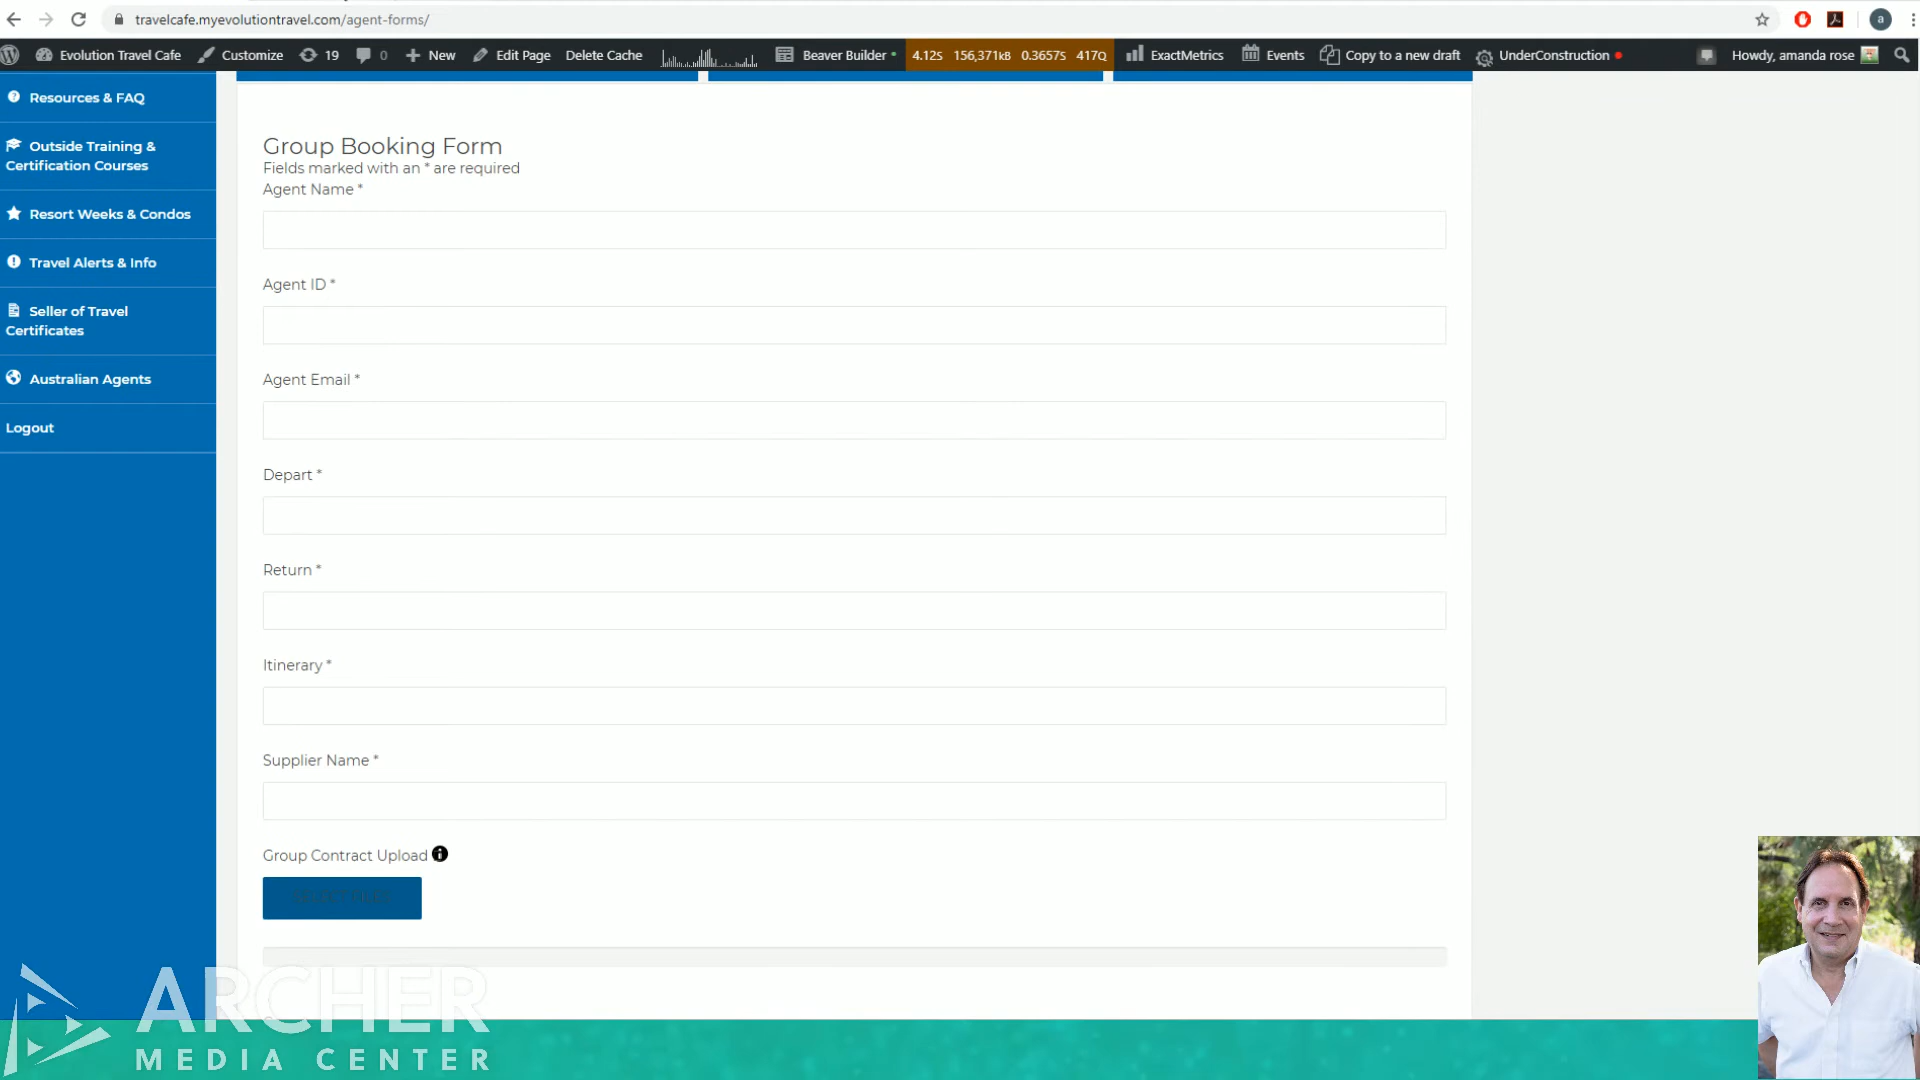 travelcafe.myevolutiontravel.com/agent-forms/
Evolution Travel Cafe Customize 19 0 New Edit Page Delete Cache Beaver Builder 4.12S 156,371kB 0.3657S 417Q ExactMetrics Events Copy to a new draft UnderConstruction Howdy, amanda rose
a
Resources & FAQ
Outside Training &
Certification Courses
Resort Weeks & Condos
Travel Alerts & Info
Seller of Travel
Certificates
Australian Agents
Logout
Group Booking Form
Fields marked with an * are required
Agent Name *
Agent ID *
Agent Email *
Depart *
Return *
Itinerary *
Supplier Name *
Group Contract Upload
ARCHER
MEDIA CENTER